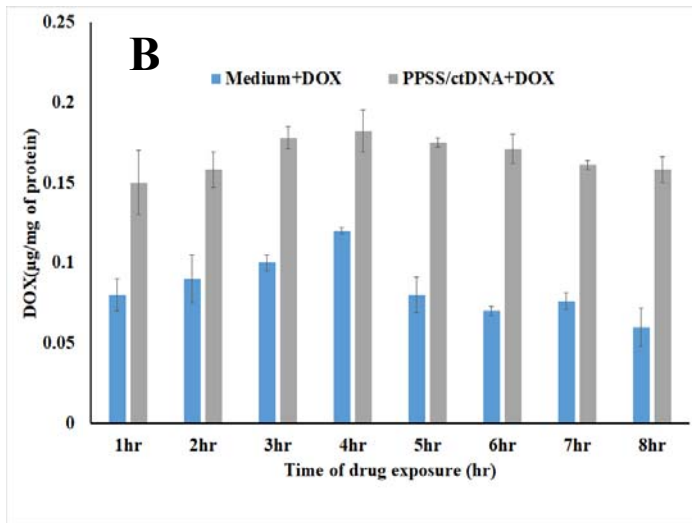 B
Medium+DOX PPSS/ctDNA+DOX
DOX(µg/mg of protein)
0.25
0.2
0.15
0.1
0.05
0
1hr 2hr 3hr 4hr 5hr 6hr 7hr 8hr
Time of drug exposure (hr)